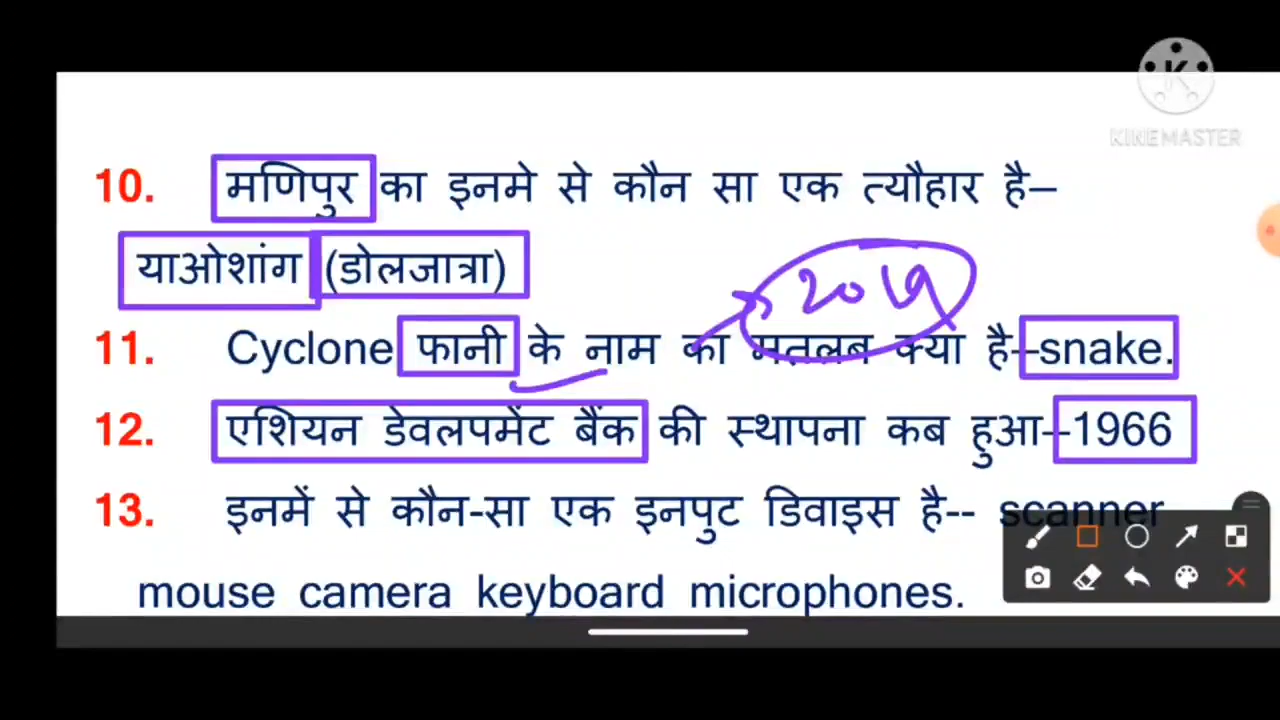 KINEMASTER
10. मणिपुर का इनमे से कौन सा एक त्यौहार है–
याओशांग (डोलजात्रा)
2019
11. Cyclone फानी के नाम का मतलब क्या है–snake.
12. एशियन डेवलपमेंट बैंक की स्थापना कब हुआ–-1966
13. इनमें से कौन-सा एक इनपुट डिवाइस है-- scanner
mouse camera keyboard microphones.